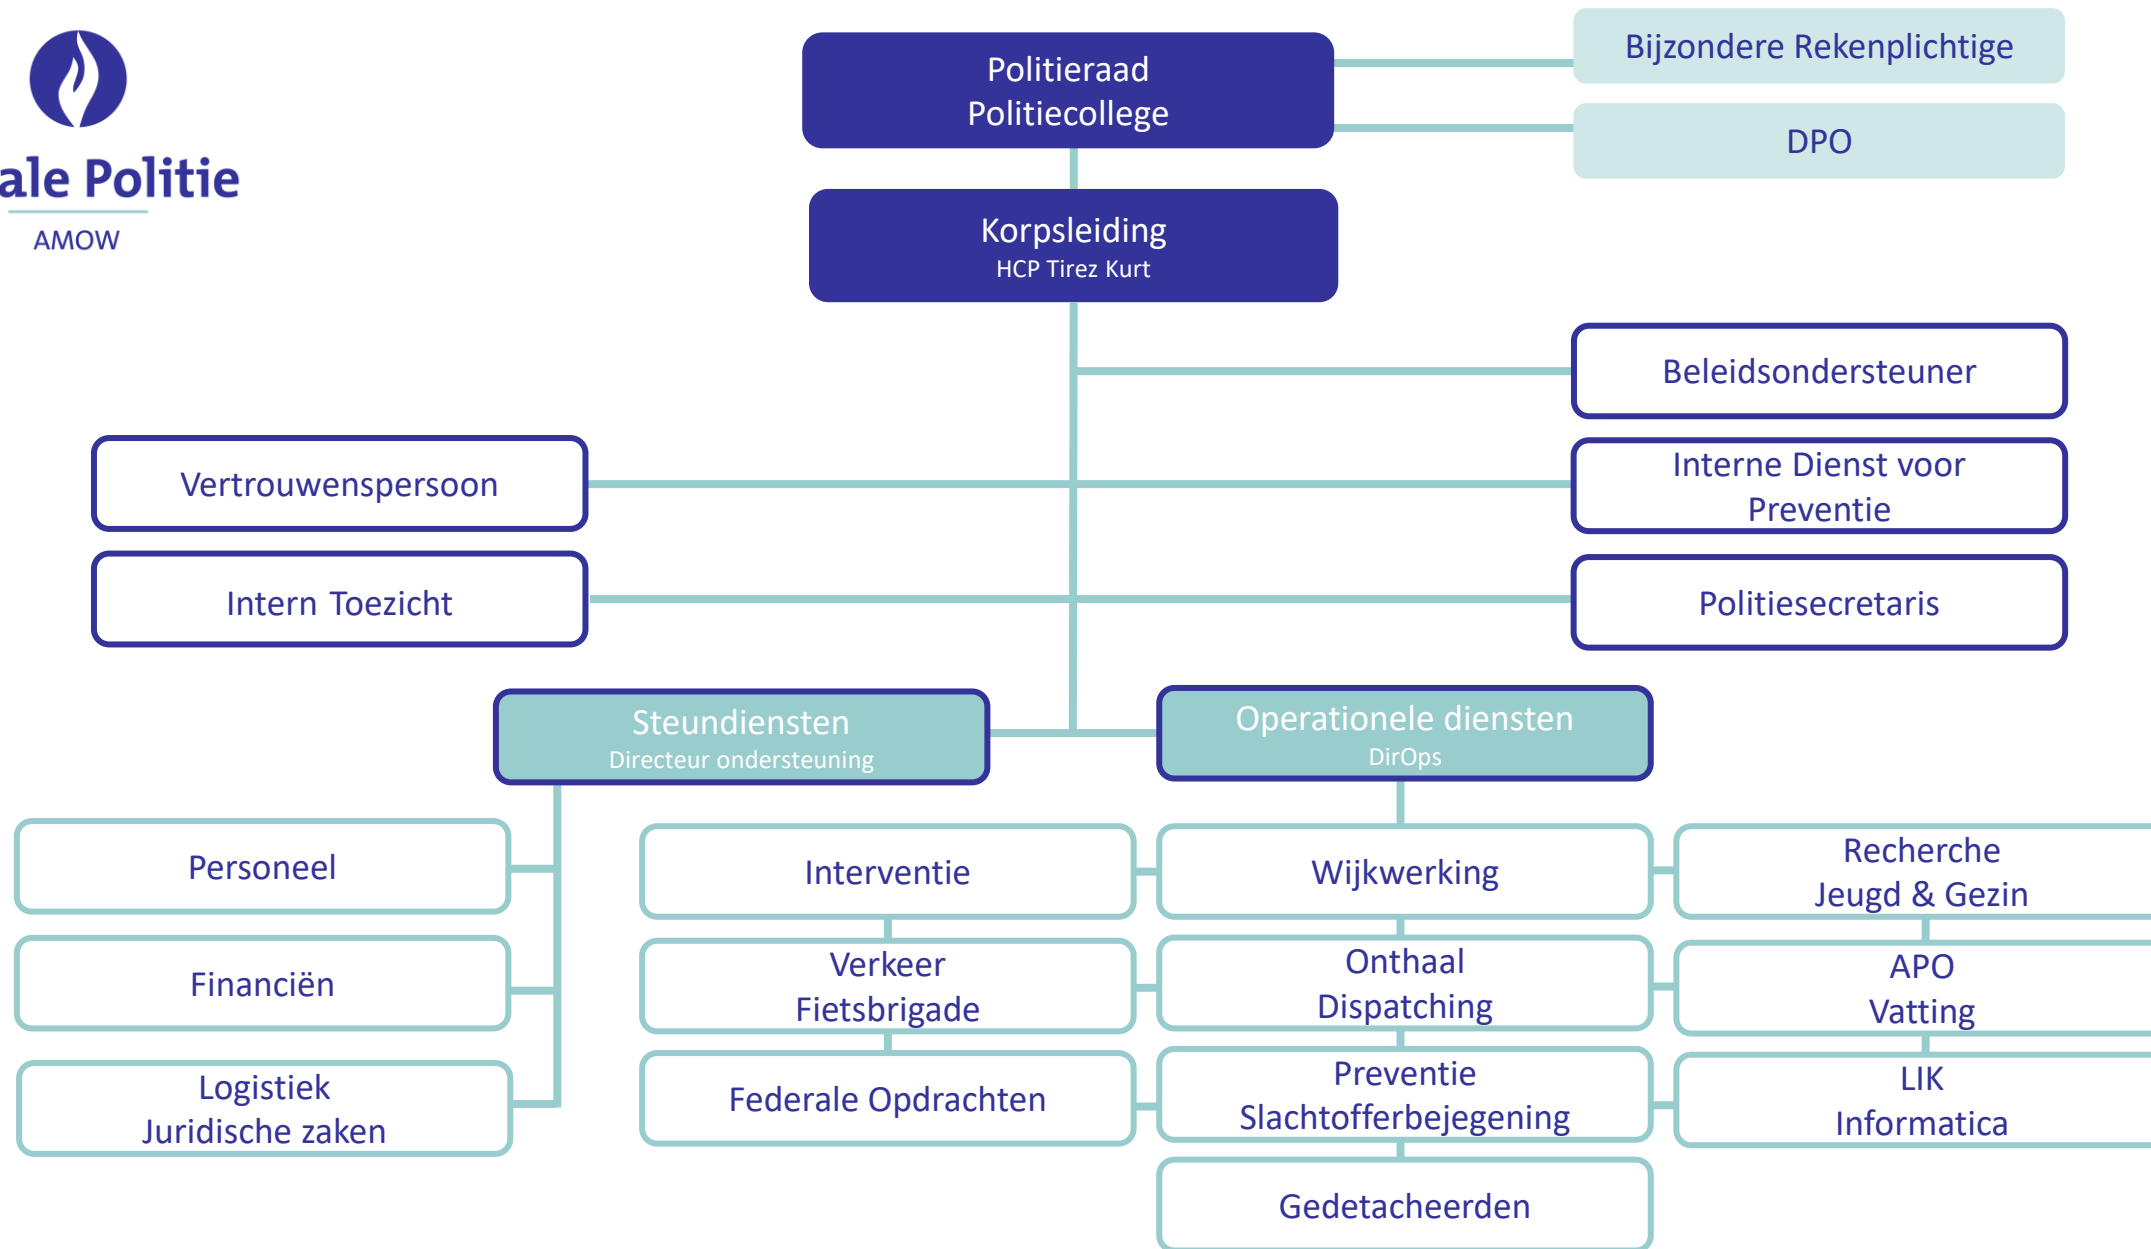 ale Politie
AMOW
Politieraad
Politiecollege
Bijzondere Rekenplichtige
DPO
Korpsleiding
HCP Tirez Kurt
Beleidsondersteuner
Vertrouwenspersoon
Interne Dienst voor
Preventie
Intern Toezicht
Politiesecretaris
Steundiensten
Directeur ondersteuning
Operationele diensten
DirOps
Personeel
Interventie
Wijkwerking
Recherche
Jeugd & Gezin
Financiën
Verkeer
Fietsbrigade
Onthaal
Dispatching
APO
Vatting
Logistiek
Juridische zaken
Federale Opdrachten
Preventie
Slachtofferbejegening
LIK
Informatica
Gedetacheerden